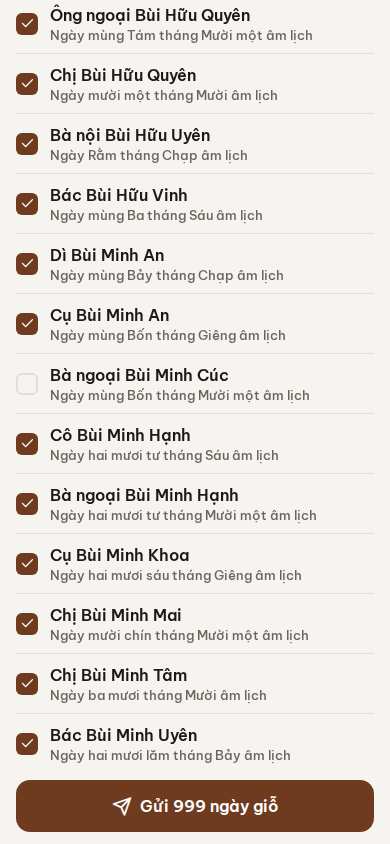 Ông ngoại Bùi Hữu Quyên
Ngày mùng Tám tháng Mười một âm lịch
Chị Bùi Hữu Quyên
Ngày mười một tháng Mười âm lịch
Bà nội Bùi Hữu Uyên
Ngày Rằm tháng Chạp âm lịch
Bác Bùi Hữu Vinh
Ngày mùng Ba tháng Sáu âm lịch
Dì Bùi Minh An
Ngày mùng Bảy tháng Chạp âm lịch
Cụ Bùi Minh An
Ngày mùng Bốn tháng Giêng âm lịch
Bà ngoại Bùi Minh Cúc
Ngày mùng Bốn tháng Mười một âm lịch
Cô Bùi Minh Hạnh
Ngày hai mươi tư tháng Sáu âm lịch
Bà ngoại Bùi Minh Hạnh
Ngày hai mươi tư tháng Mười một âm lịch
Cụ Bùi Minh Khoa
Ngày hai mươi sáu tháng Giêng âm lịch
Chị Bùi Minh Mai
Ngày mười chín tháng Mười một âm lịch
Chị Bùi Minh Tâm
Ngày ba mươi tháng Mười âm lịch
Bác Bùi Minh Uyên
Ngày hai mươi lăm tháng Bảy âm lịch
Gửi 999 ngày giỗ